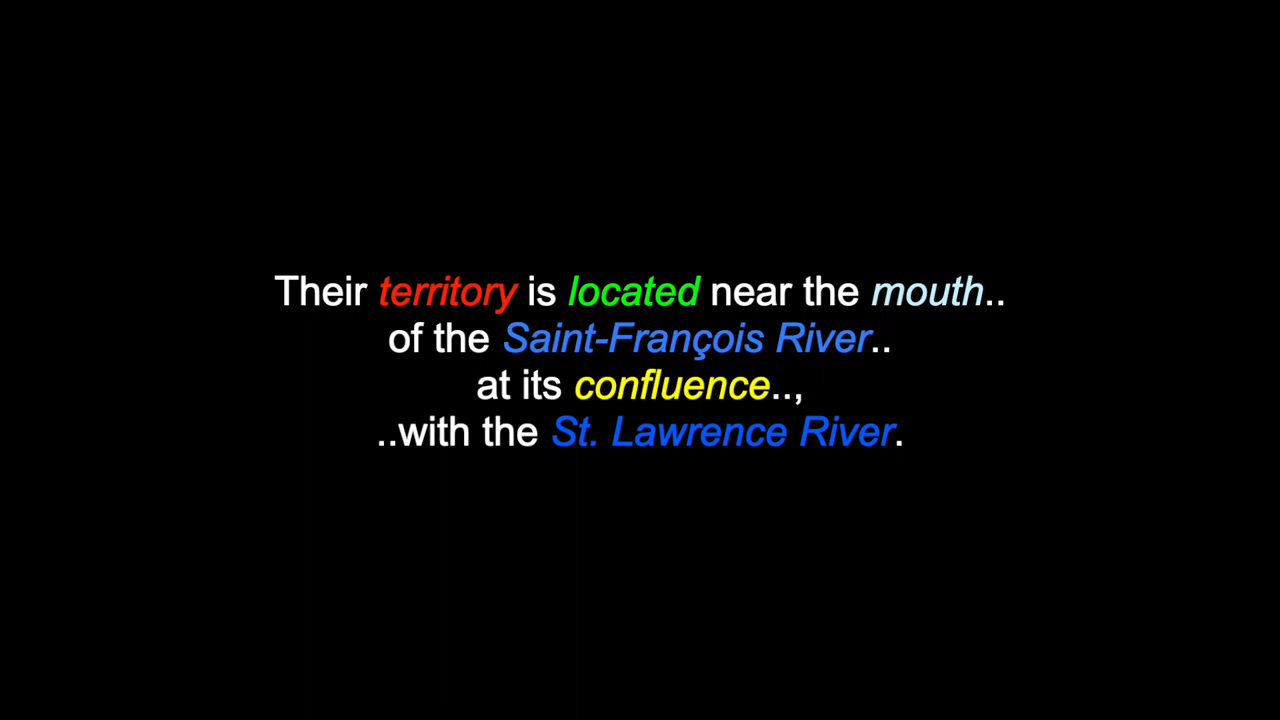 Their territory is located near the mouth..
of the Saint-François River..
at its confluence..,
..with the St. Lawrence River.